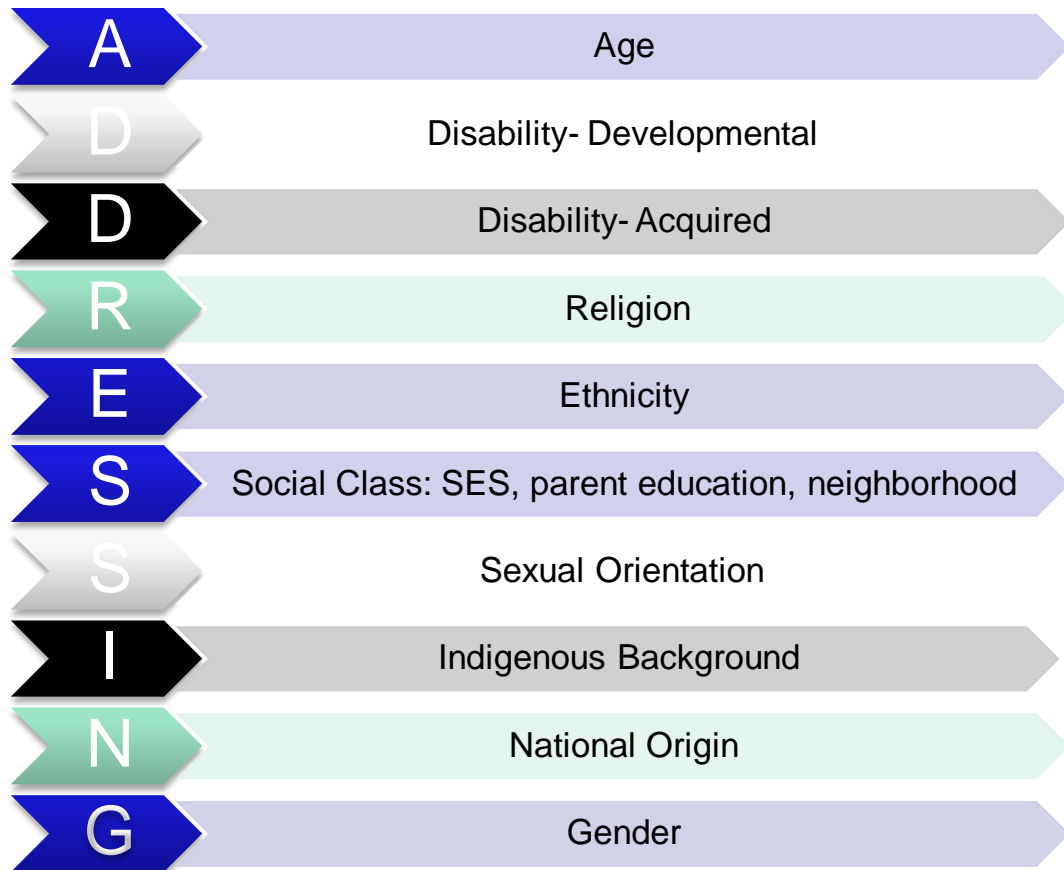 A Age
D Disability- Developmental
D Disability- Acquired
R Religion
E Ethnicity
S Social Class: SES, parent education, neighborhood
S Sexual Orientation
I Indigenous Background
N National Origin
G Gender